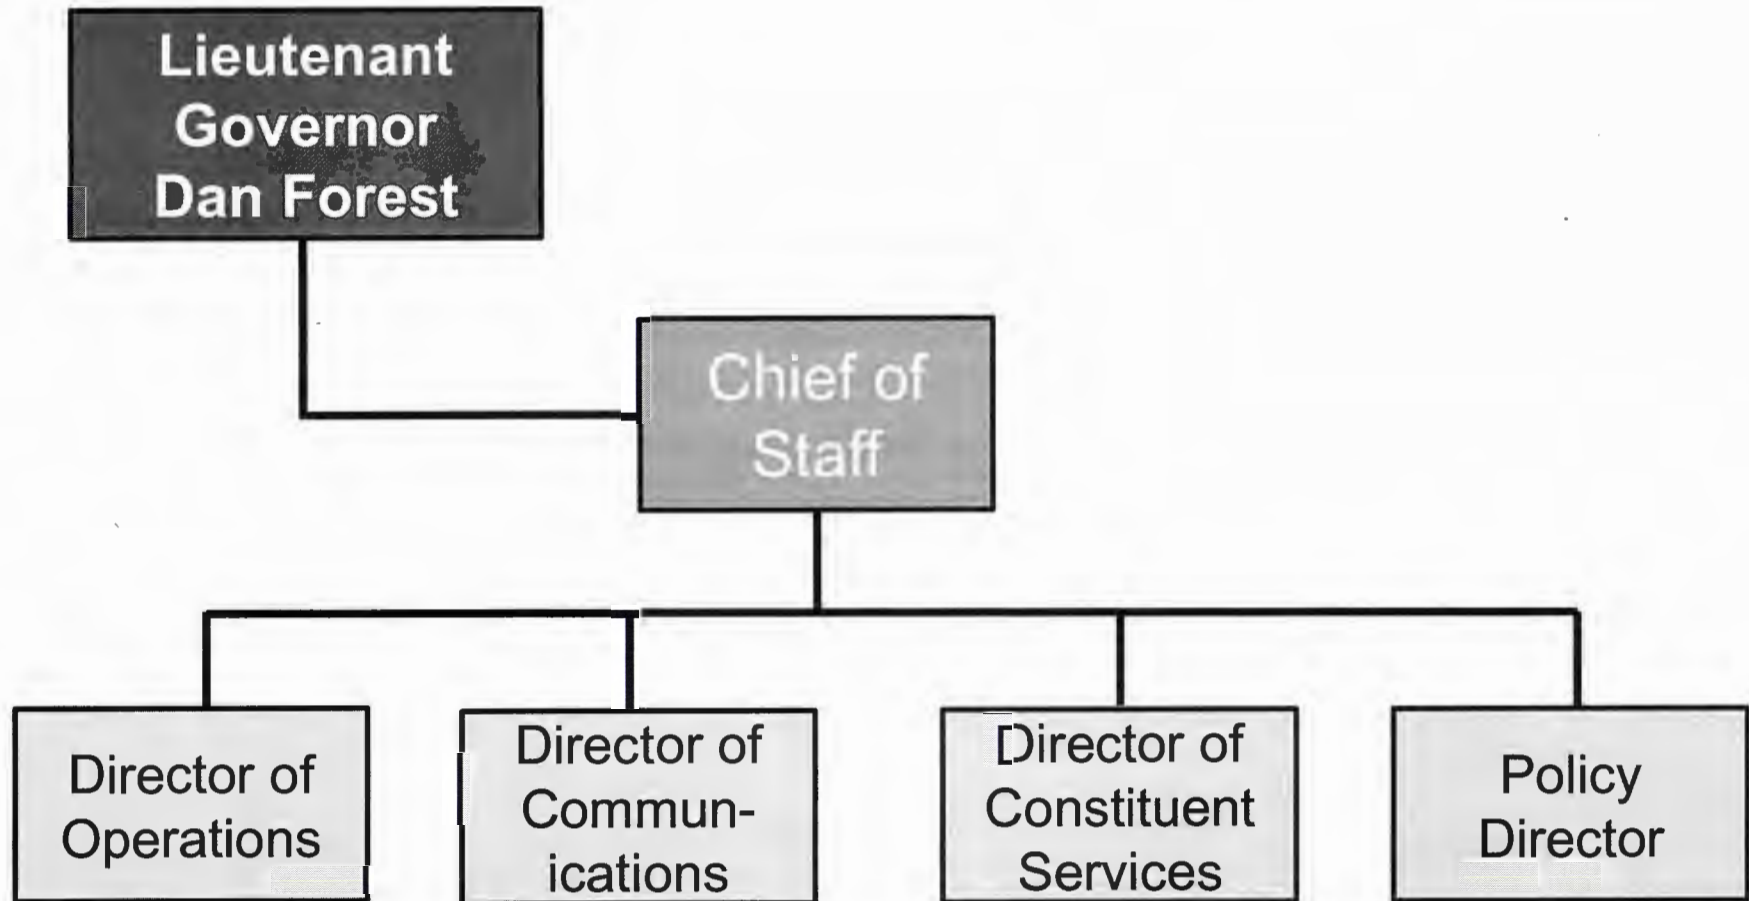 Lieutenant
Governor
Dan Forest
Chief of
Staff
Director of
Operations
Director of
Commun-
ications
Director of
Constituent
Services
Policy
Director